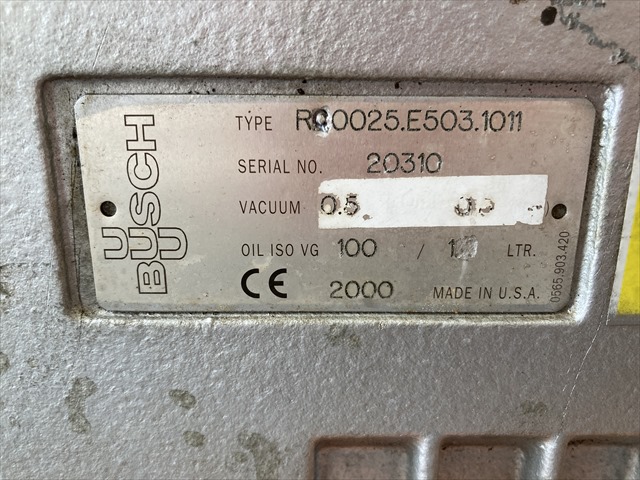 BUSCH
TYPE 0025.E503.1011
SERIAL NO. 20310
VACUUM 0.5
OIL ISO VG 100 / LTR.
CE 2000 MADE IN U.S.A.
0565.903.420